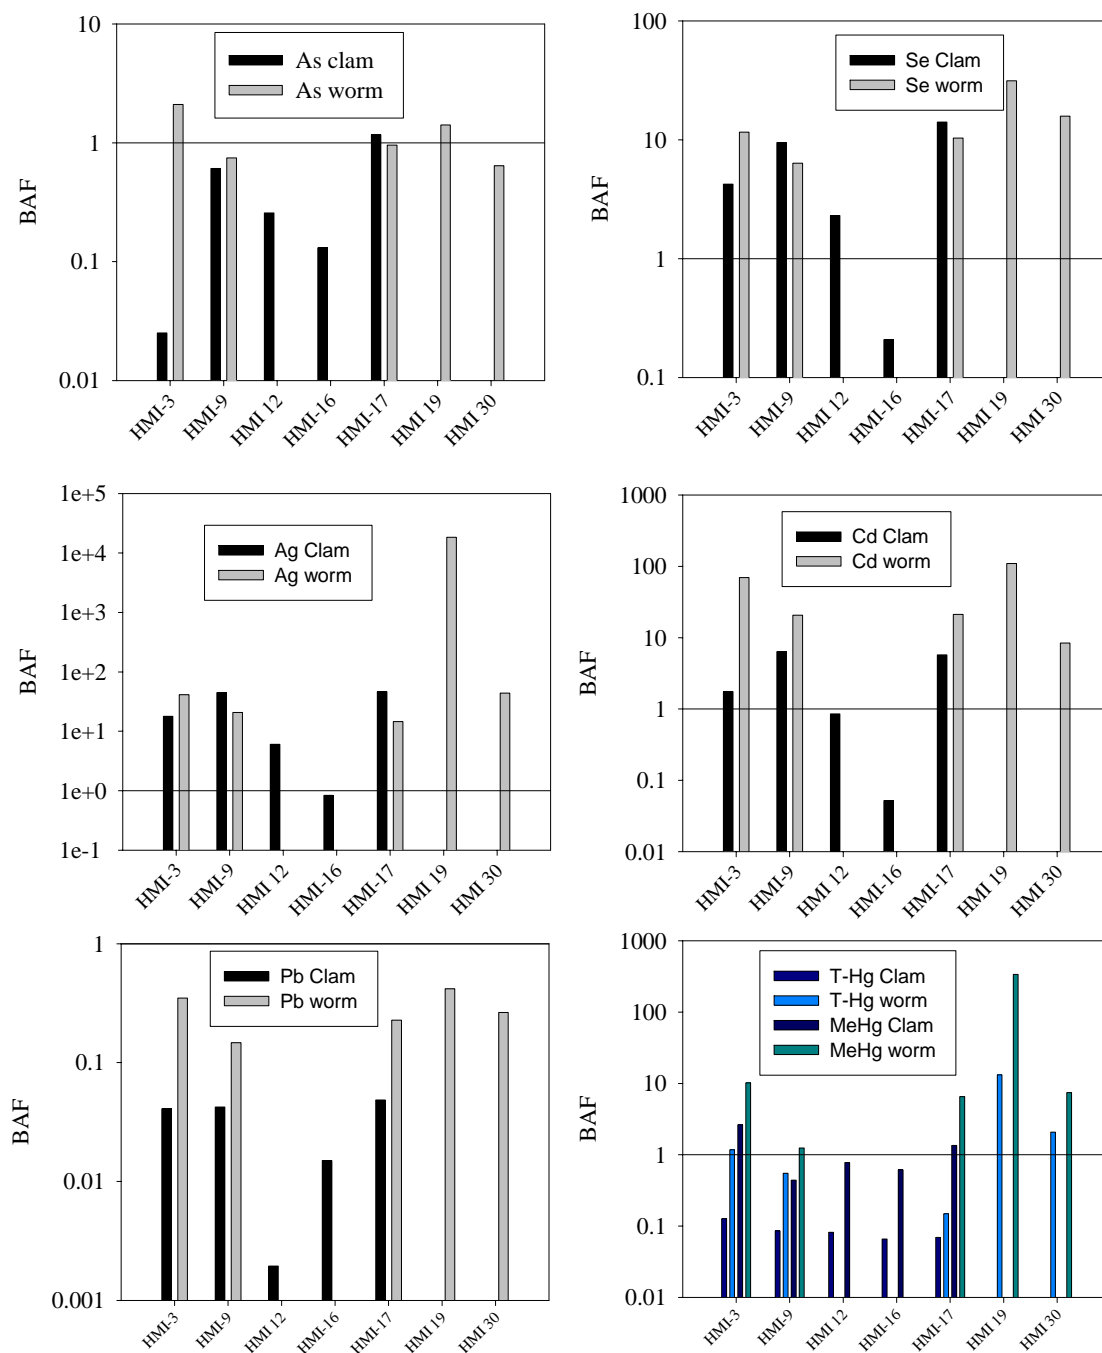 10
1
0.1
0.01
BAF
As clam
As worm
HMI-3
HMI-9
HMI 12
HMI-16
HMI-17
HMI 19
HMI 30
100
10
1
0.1
BAF
Se Clam
Se worm
HMI-3
HMI-9
HMI 12
HMI-16
HMI-17
HMI 19
HMI 30
1e+5
1e+4
1e+3
1e+2
1e+1
1e+0
1e-1
BAF
Ag Clam
Ag worm
HMI-3
HMI-9
HMI 12
HMI-16
HMI-17
HMI 19
HMI 30
1000
100
10
1
0.1
0.01
BAF
Cd Clam
Cd worm
HMI-3
HMI-9
HMI 12
HMI-16
HMI-17
HMI 19
HMI 30
1
0.1
0.01
0.001
BAF
Pb Clam
Pb worm
HMI-3
HMI-9
HMI 12
HMI-16
HMI-17
HMI 19
HMI 30
1000
100
10
1
0.1
0.01
BAF
T-Hg Clam
T-Hg worm
MeHg Clam
MeHg worm
HMI-3
HMI-9
HMI 12
HMI-16
HMI-17
HMI 19
HMI 30